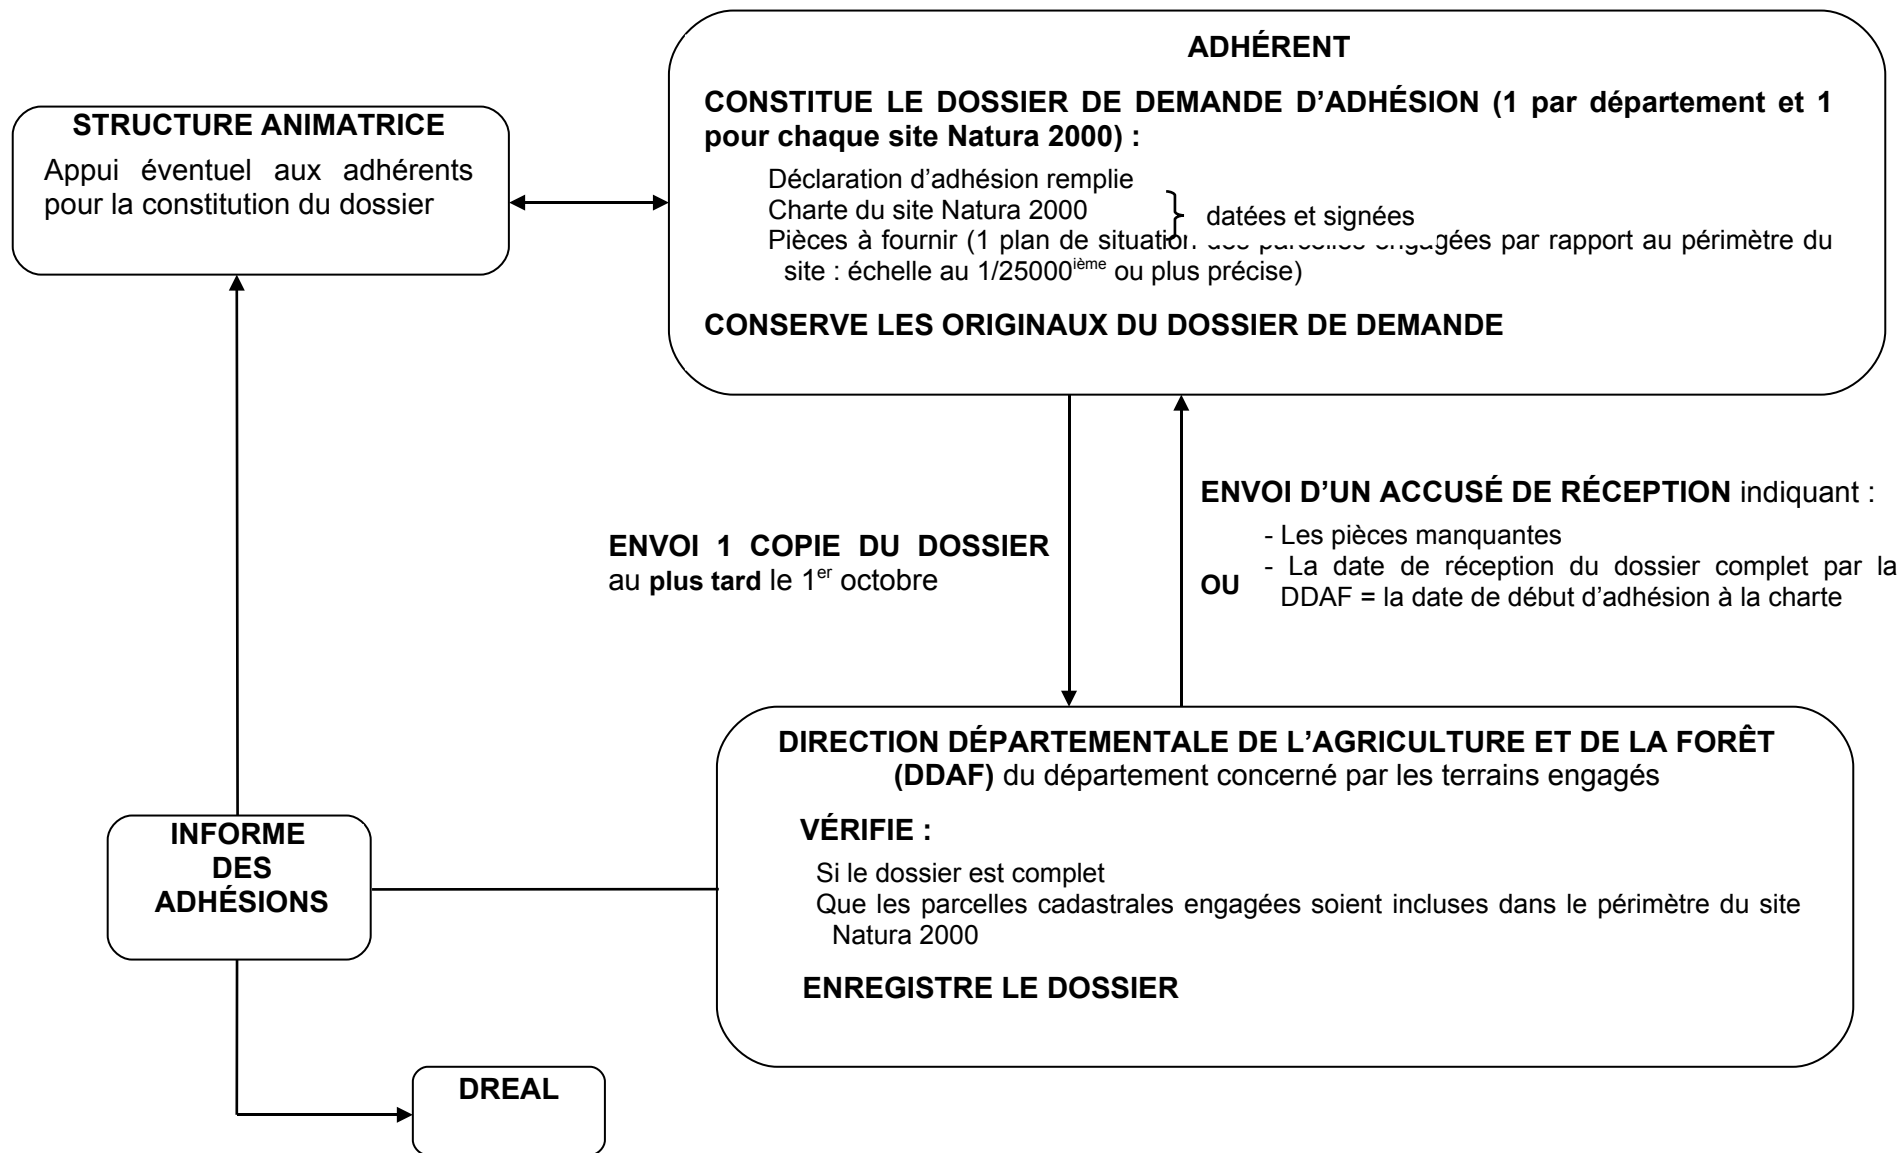 ADHÉRENT
CONSTITUE LE DOSSIER DE DEMANDE D’ADHÉSION (1 par département et 1
pour chaque site Natura 2000) :
Déclaration d’adhésion remplie
Charte du site Natura 2000
} datées et signées
Pièces à fournir (1 plan de situation des parcelles engagées par rapport au périmètre du
site : échelle au 1/25000ième ou plus précise)
CONSERVE LES ORIGINAUX DU DOSSIER DE DEMANDE
STRUCTURE ANIMATRICE
Appui éventuel aux adhérents
pour la constitution du dossier
ENVOI 1 COPIE DU DOSSIER
au plus tard le 1er octobre
ENVOI D’UN ACCUSÉ DE RÉCEPTION indiquant :
- Les pièces manquantes
OU
- La date de réception du dossier complet par la
DDAF = la date de début d’adhésion à la charte
DIRECTION DÉPARTEMENTALE DE L’AGRICULTURE ET DE LA FORÊT
(DDAF) du département concerné par les terrains engagés
VÉRIFIE :
Si le dossier est complet
Que les parcelles cadastrales engagées soient incluses dans le périmètre du site
Natura 2000
ENREGISTRE LE DOSSIER
INFORME
DES
ADHÉSIONS
DREAL